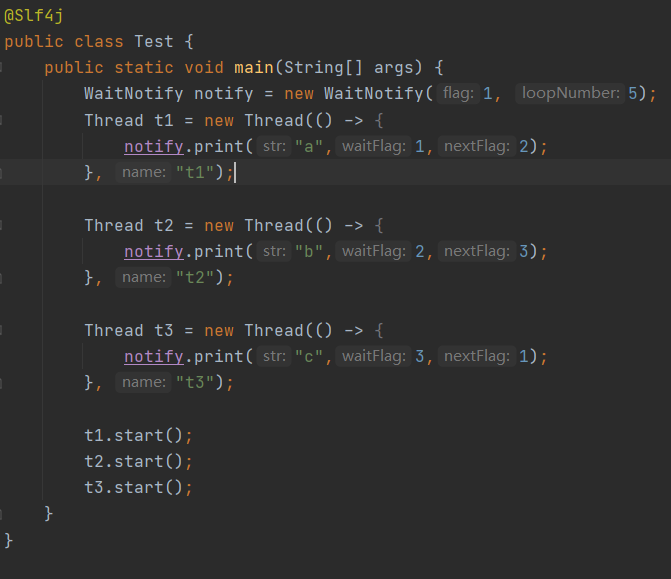 @Slf4j
public class Test {
public static void main(String[] args) {
WaitNotify notify = new WaitNotify( flag: 1, loopNumber: 5);
Thread t1 = new Thread(() -> {
notify.print( str: "a", waitFlag: 1, nextFlag: 2);
}, name: "t1");
Thread t2 = new Thread(() -> {
notify.print( str: "b", waitFlag: 2, nextFlag: 3);
}, name: "t2");
Thread t3 = new Thread(() -> {
notify.print( str: "c", waitFlag: 3, nextFlag: 1);
}, name: "t3");
t1.start();
t2.start();
t3.start();
}
}